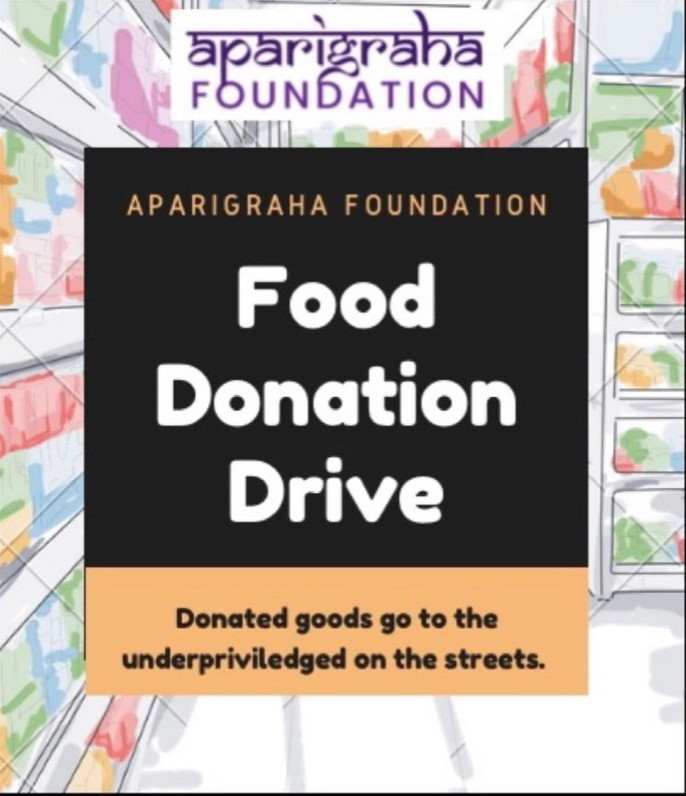 aparigraha
FOUNDATION
APARIGRAHA FOUNDATION
Food
Donation
Drive
Donated goods go to the
underpriviledged on the streets.